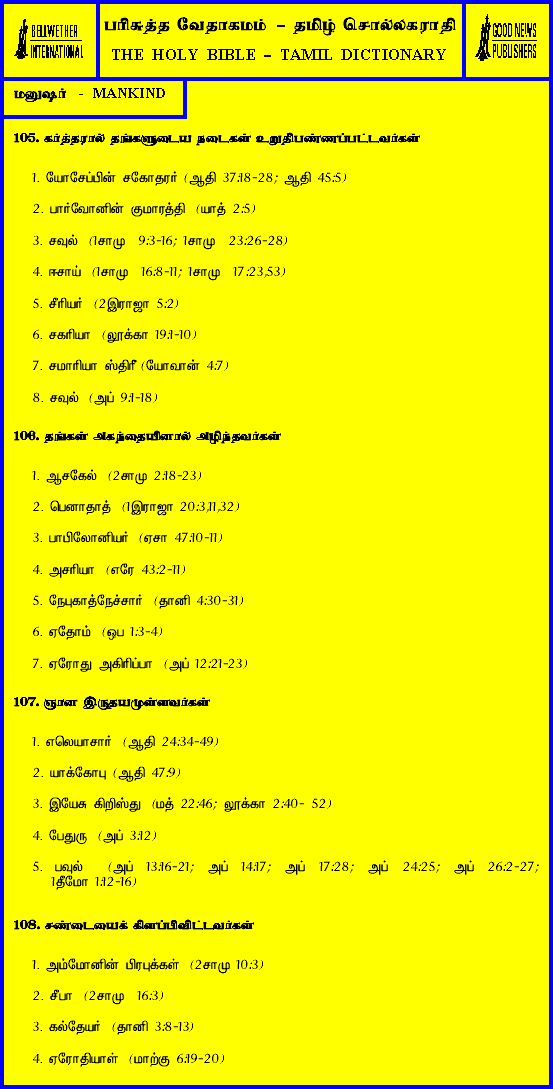 BELLWETHER
INTERNATIONAL
பரிசுத்த வேதாகமம் – தமிழ் சொல்லகராதி
THE HOLY BIBLE – TAMIL DICTIONARY
GOOD NEWS
PUBLISHERS
மனுஷர் - MANKIND
105. கர்த்தரால் தங்களுடைய நடைகள் உறுதிபண்ணப்பட்டவர்கள்
1. யோசேப்பின் சகோதரர் (ஆதி 37:18-28; ஆதி 45:5)
2. பார்வோனின் குமாரத்தி (யாத் 2:5)
3. சவுல் (1சாமு 9:3-16; 1சாமு 23:26-28)
4. ஈசாய் (1சாமு 16:8-11; 1சாமு 17:23,53)
5. சீரியர் (2இராஜா 5:2)
6. சகரியா (லூக்கா 19:1-10)
7. சமாரியா ஸ்திரீ (யோவான் 4:7)
8. சவுல் (அப் 9:1-18)
106. தங்கள் அகந்தையினால் அழிந்தவர்கள்
1. ஆசகேல் (2சாமு 2:18-23)
2. பெனாதாத் (1இராஜா 20:3,11,32)
3. பாபிலோனியர் (ஏசா 47:10-11)
4. அசரியா (எரே 43:2-11)
5. நேபுகாத்நேச்சார் (தானி 4:30-31)
6. ஏதோம் (ஒப 1:3-4)
7. ஏரோது அகிரிப்பா (அப் 12:21-23)
107. ஞான இருதயமுள்ளவர்கள்
1. எலெயாசார் (ஆதி 24:34-49)
2. யாக்கோபு (ஆதி 47:9)
3. இயேசு கிறிஸ்து (மத் 22:46; லூக்கா 2:40- 52)
4. பேதுரு (அப் 3:12)
5. பவுல் (அப் 13:16-21; அப் 14:17; அப் 17:28; அப் 24:25; அப் 26:2-27;
1தீமோ 1:12-16)
108. சண்டையைக் கிளப்பிவிட்டவர்கள்
1. அம்மோனின் பிரபுக்கள் (2சாமு 10:3)
2. சீபா (2சாமு 16:3)
3. கல்தேயர் (தானி 3:8-13)
4. ஏரோதியாள் (மாற்கு 6:19-20)